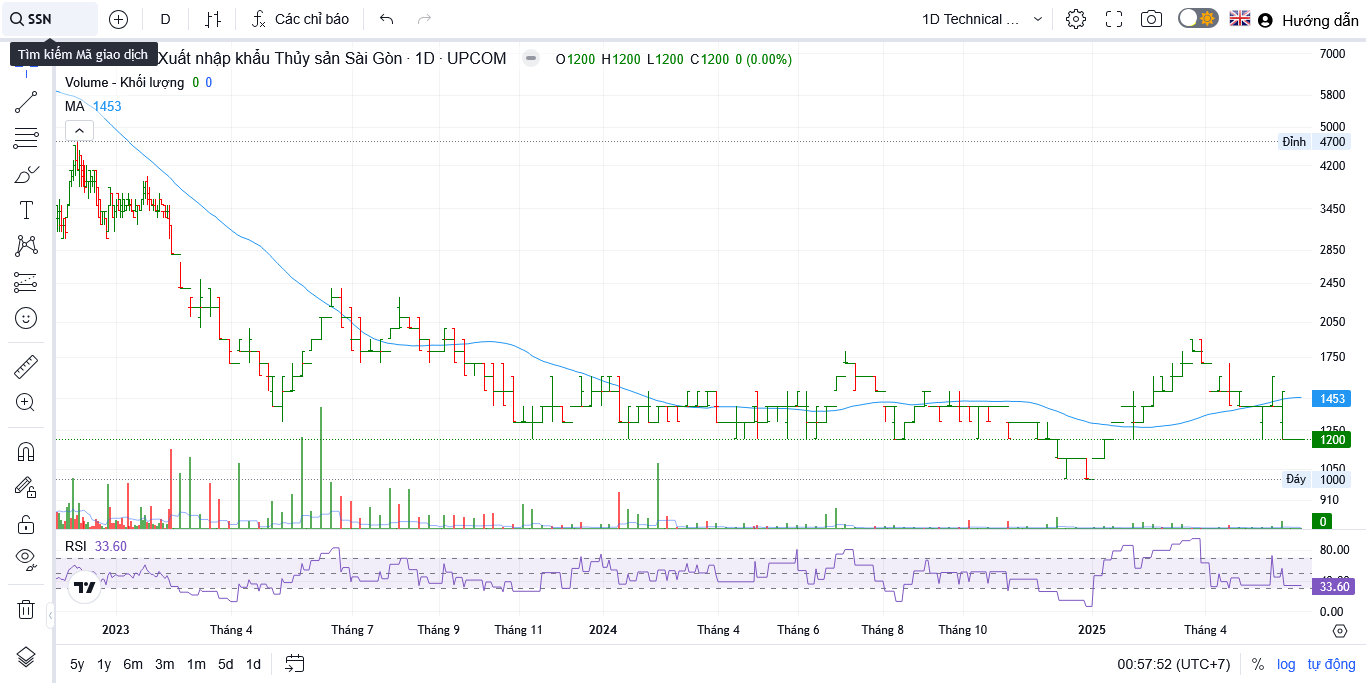 SSN
D
Các chỉ báo
1D Technical ...
Hướng dẫn
Tìm kiếm Mã giao dịch
Xuất nhập khẩu Thủy sản Sài Gòn · 1D · UPCOM
O1200 H1200 L1200 C1200 0 (0.00%)
Volume - Khối lượng 0 0
MA 1453
7000
5800
5000
Đỉnh 4700
4200
3450
2850
2450
2050
1750
1453
1250
1200
1050
Đáy 1000
910
0
RSI 33.60
80.00
40.00
33.60
0.00
2023 Tháng 4 Tháng 7 Tháng 9 Tháng 11 2024 Tháng 4 Tháng 6 Tháng 8 Tháng 10 2025 Tháng 4
5y 1y 6m 3m 1m 5d 1d
00:57:52 (UTC+7) % log tự động